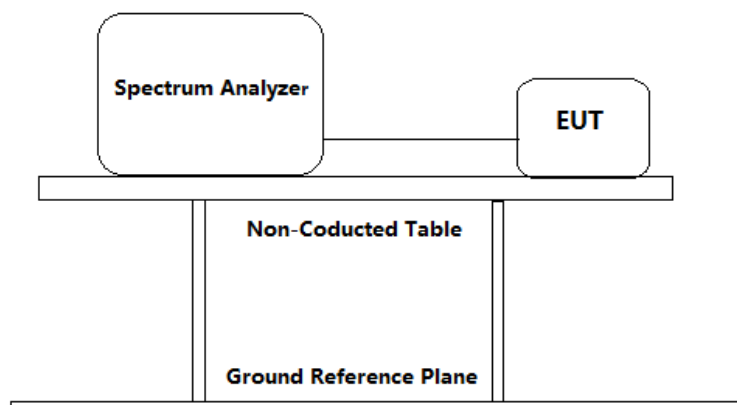 Spectrum Analyzer
EUT
Non-Coducted Table
Ground Reference Plane